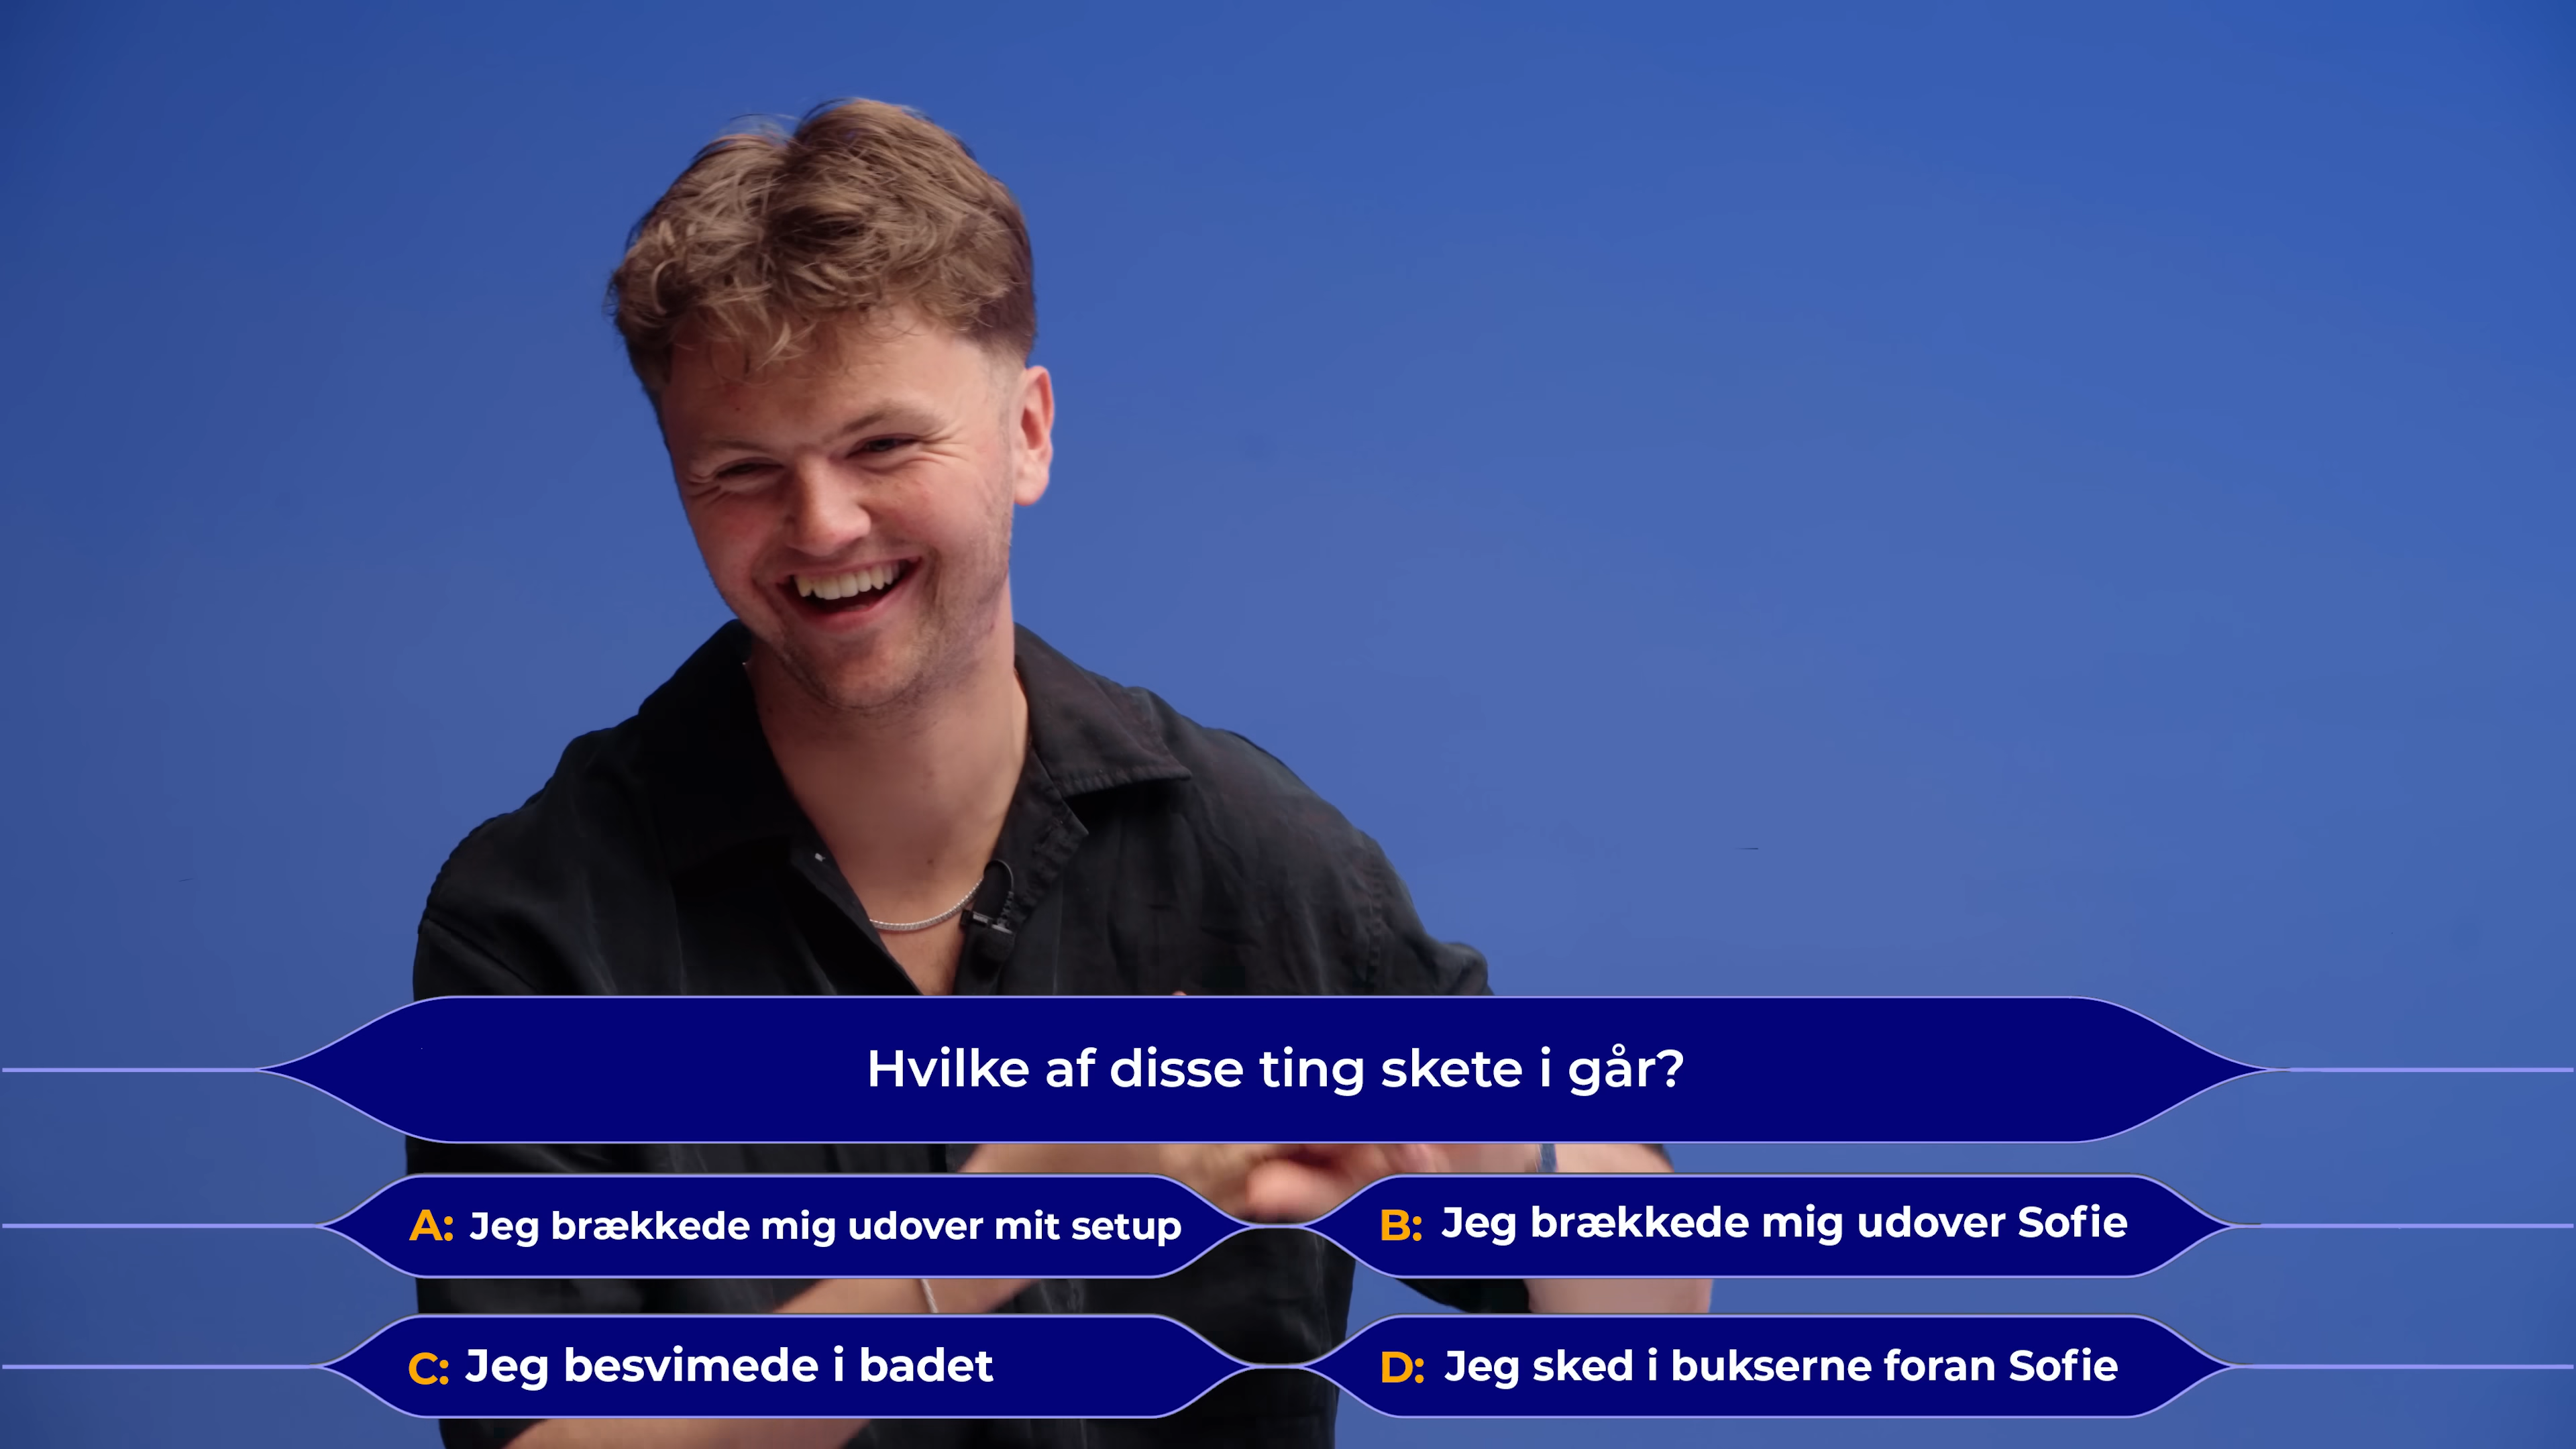 Hvilke af disse ting skete i går?
A: Jeg brækkede mig udover mit setup
B: Jeg brækkede mig udover Sofie
C: Jeg besvimede i badet
D: Jeg sked i bukserne foran Sofie